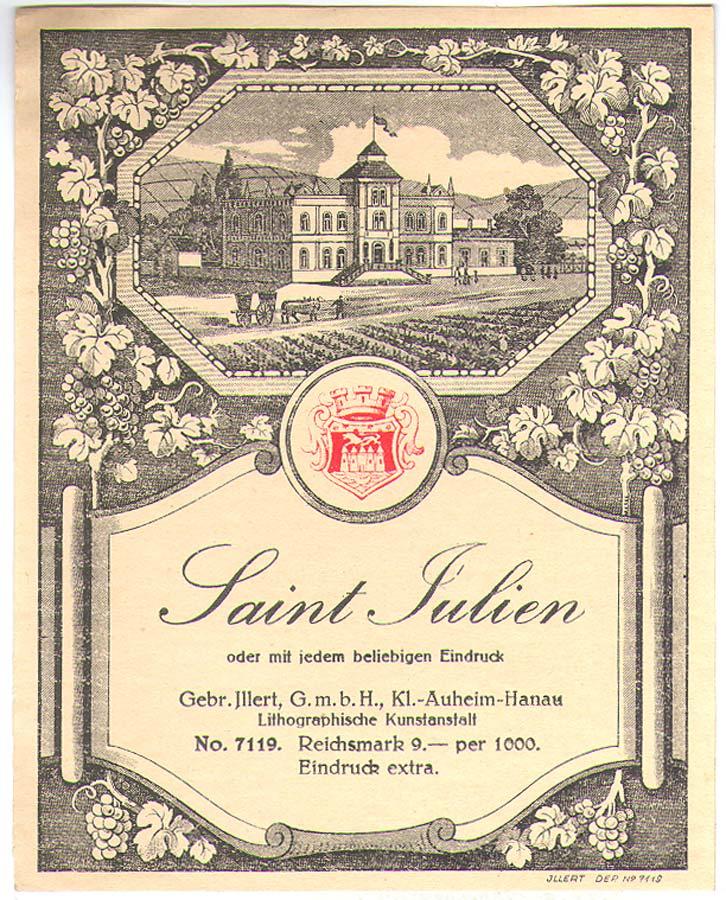 Saint Julien
oder mit jedem beliebigen Eindruck
Gebr. Jllert, G. m. b. H., Kl.-Auheim-Hanau
Lithographische Kunstanstalt
No. 7119. Reichsmark 9.— per 1000.
Eindruck extra.
JLLERT DEP. Nº 7119